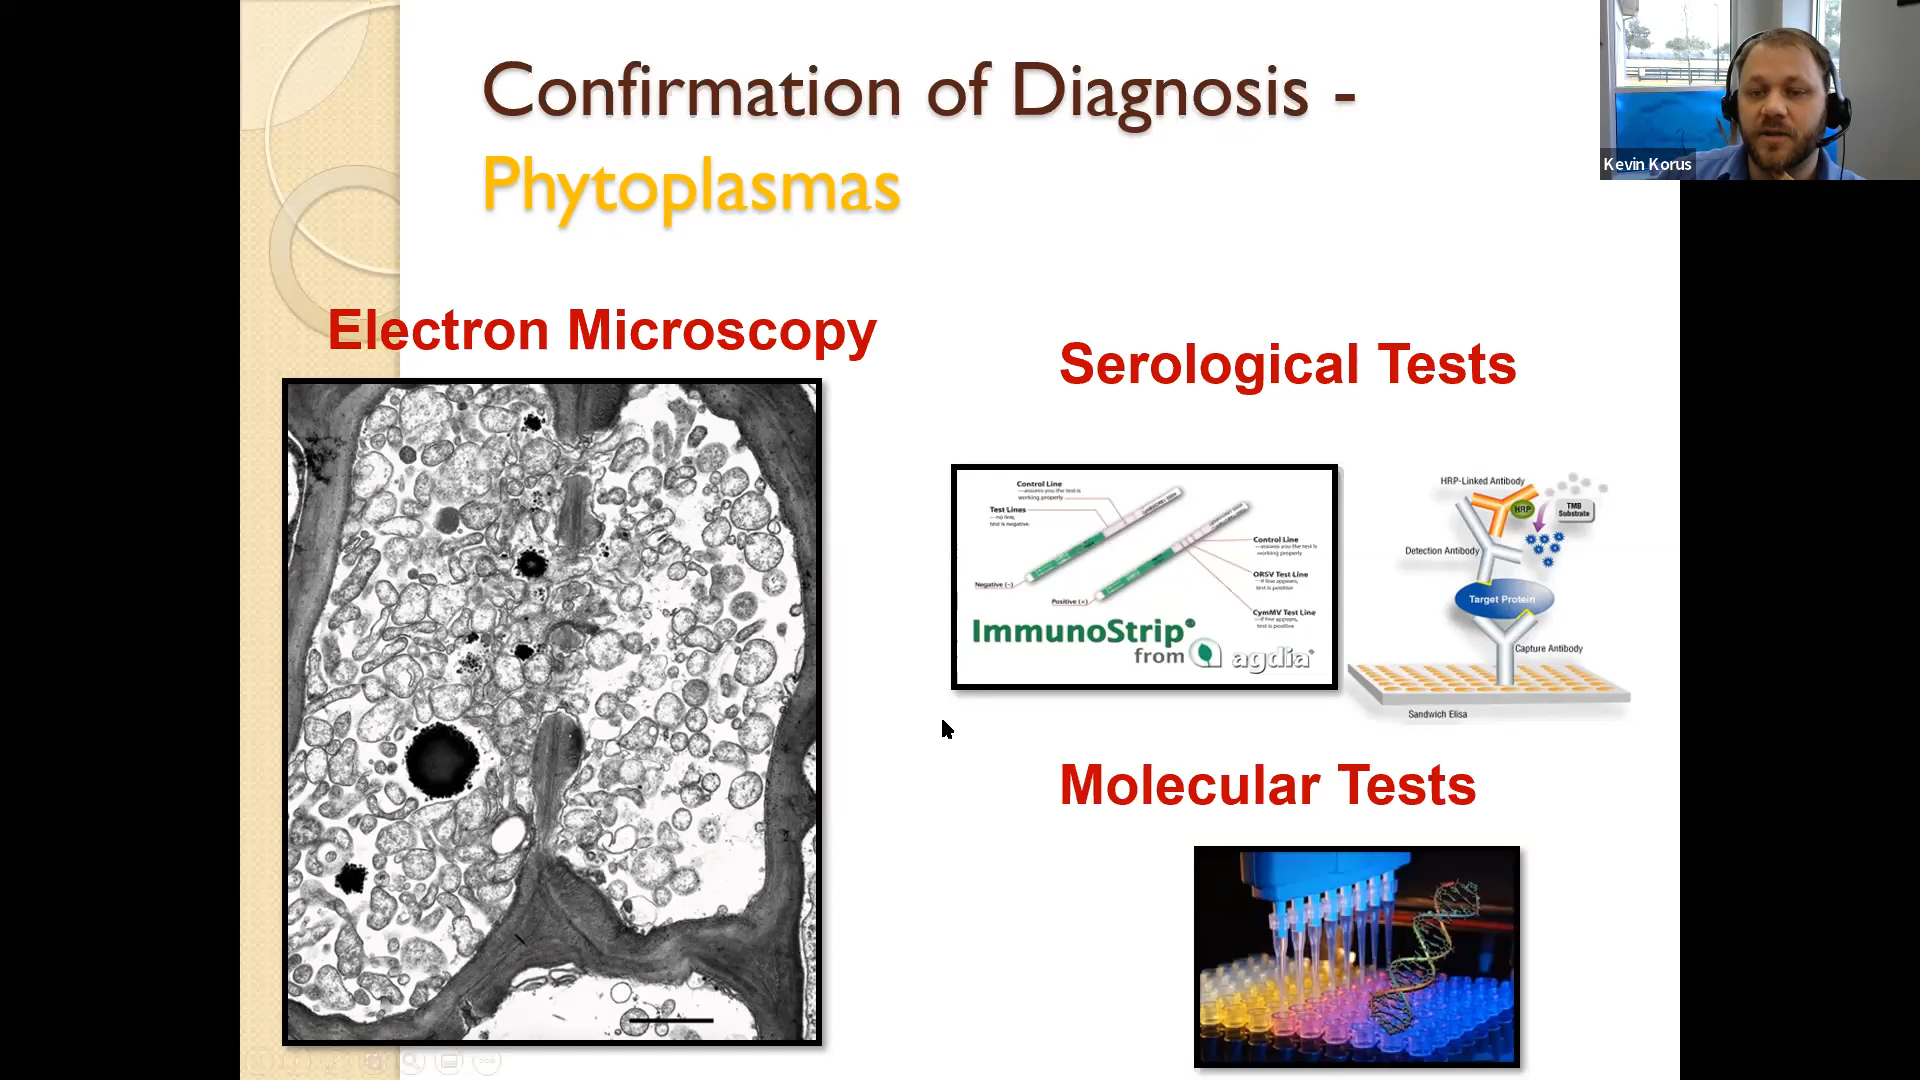 Confirmation of Diagnosis -
Phytoplasmas
Kevin Korus
Electron Microscopy
Serological Tests
Control Line
—assures you the test is
working properly
Test Lines
—no line,
test is negative
Negative (-)
Positive (+)
Control Line
—assures you the test is
working properly
ORSV Test Line
—if line appears,
test is positive
CymMV Test Line
—if line appears,
test is positive
ImmunoStrip®
from agdia®
HRP-Linked Antibody
HRP
TMB
Substrate
Detection Antibody
Target Protein
Capture Antibody
Sandwich Elisa
Molecular Tests